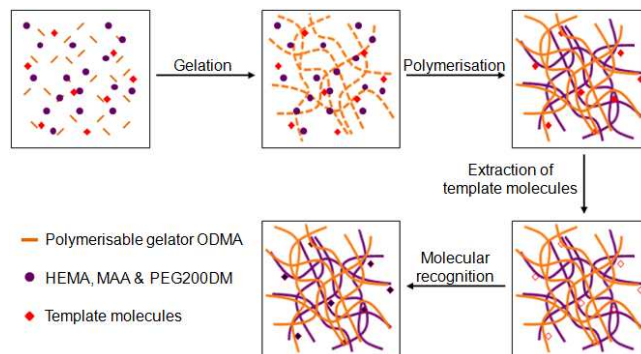 Gelation
Polymerisation
Extraction of
template molecules
Molecular
recognition
Polymerisable gelator ODMA
HEMA, MAA & PEG200DM
Template molecules